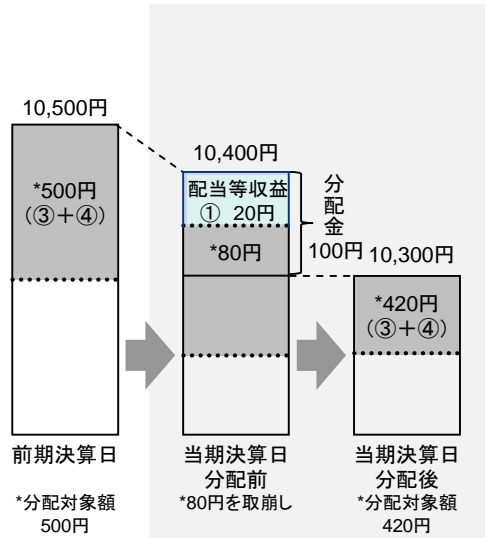 10,500円
*500円
(③+④)
前期決算日
*分配対象額
500円
10,400円
配当等収益
① 20円
*80円
分配金
100円
当期決算日
分配前
*80円を取崩し
10,300円
*420円
(③+④)
当期決算日
分配後
*分配対象額
420円